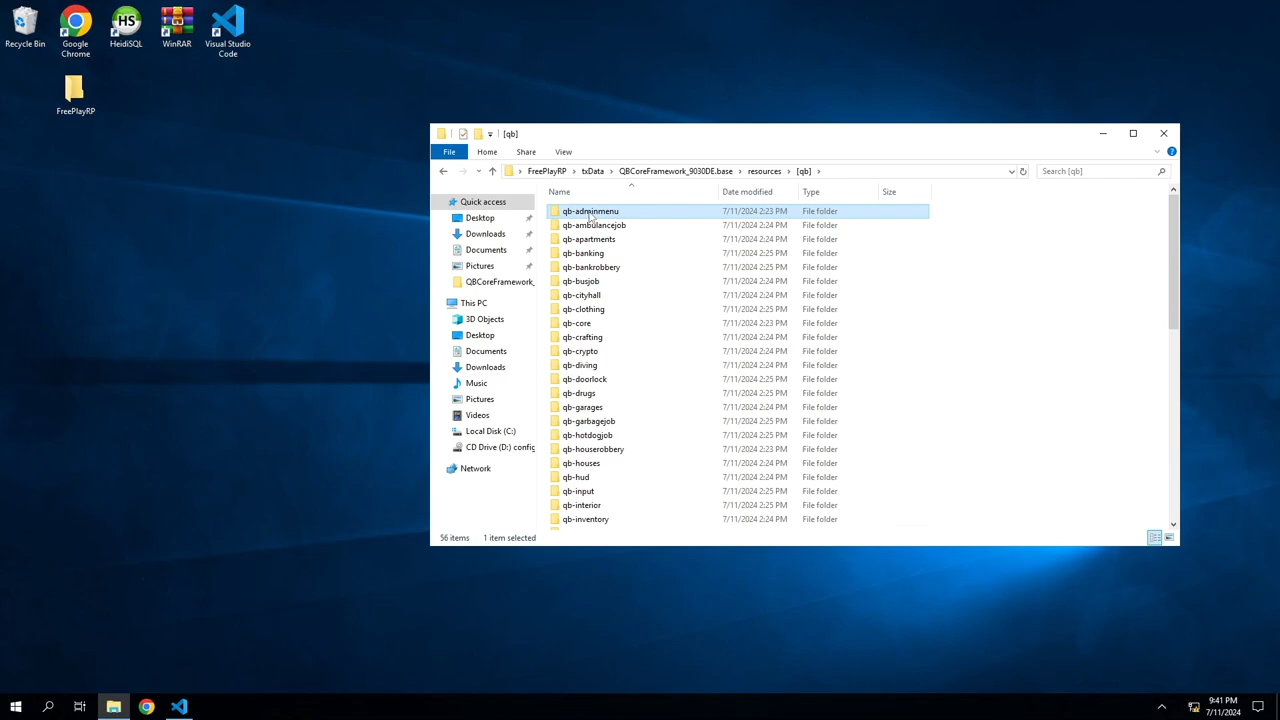 Recycle Bin
Google Chrome
HeidiSQL
WinRAR
Visual Studio Code
FreePlayRP
[qb]
File Home Share View
FreePlayRP > txData > QBCoreFramework_9030DE.base > resources > [qb] >
Search [qb]
Name Date modified Type Size
Quick access
Desktop
Downloads
Documents
Pictures
QBCoreFramework_
This PC
3D Objects
Desktop
Documents
Downloads
Music
Pictures
Videos
Local Disk (C:)
CD Drive (D:) config
Network
qb-adminmenu 7/11/2024 2:23 PM File folder
qb-ambulancejob 7/11/2024 2:24 PM File folder
qb-apartments 7/11/2024 2:24 PM File folder
qb-banking 7/11/2024 2:25 PM File folder
qb-bankrobbery 7/11/2024 2:25 PM File folder
qb-busjob 7/11/2024 2:24 PM File folder
qb-cityhall 7/11/2024 2:24 PM File folder
qb-clothing 7/11/2024 2:25 PM File folder
qb-core 7/11/2024 2:23 PM File folder
qb-crafting 7/11/2024 2:24 PM File folder
qb-crypto 7/11/2024 2:24 PM File folder
qb-diving 7/11/2024 2:24 PM File folder
qb-doorlock 7/11/2024 2:25 PM File folder
qb-drugs 7/11/2024 2:25 PM File folder
qb-garages 7/11/2024 2:24 PM File folder
qb-garbagejob 7/11/2024 2:25 PM File folder
qb-hotdogjob 7/11/2024 2:25 PM File folder
qb-houserobbery 7/11/2024 2:23 PM File folder
qb-houses 7/11/2024 2:24 PM File folder
qb-hud 7/11/2024 2:24 PM File folder
qb-input 7/11/2024 2:25 PM File folder
qb-interior 7/11/2024 2:25 PM File folder
qb-inventory 7/11/2024 2:24 PM File folder
56 items 1 item selected
9:41 PM
7/11/2024